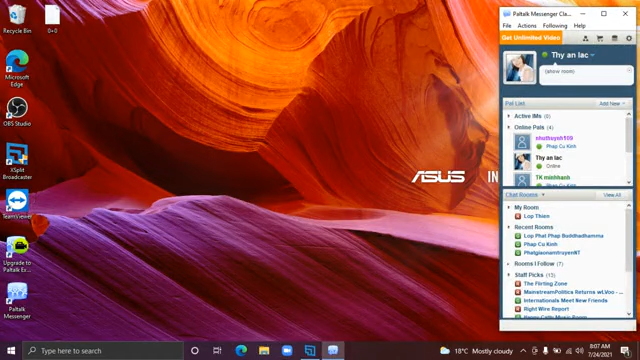 Recycle Bin
0+0
Microsoft
Edge
OBS Studio
XSplit
Broadcaster
TeamViewer
Upgrade to
Paltalk Ex...
Paltalk
Messenger
ASUS IN
Paltalk Messenger Cla...
File Actions Following Help
Get Unlimited Video
Thy an lac
(show room)
Pal List
Add New
Active IMs (0)
Online Pals (4)
nhuthuynh109
Phap Cu Kinh
Thy an lac
Online
TK minhhanh
Chat Rooms
View All
My Room
Lop Thien
Recent Rooms
Lop Phat Phap Buddhadhamma
Phap Cu Kinh
PhatgiaonamtruyenNT
Rooms I Follow (7)
Staff Picks (13)
The Flirting Zone
MainstreamPolitics Returns wLVoo - ...
Internationals Meet New Friends
Right Wire Report
Type here to search
18°C Mostly cloudy
8:07 AM
7/24/2021